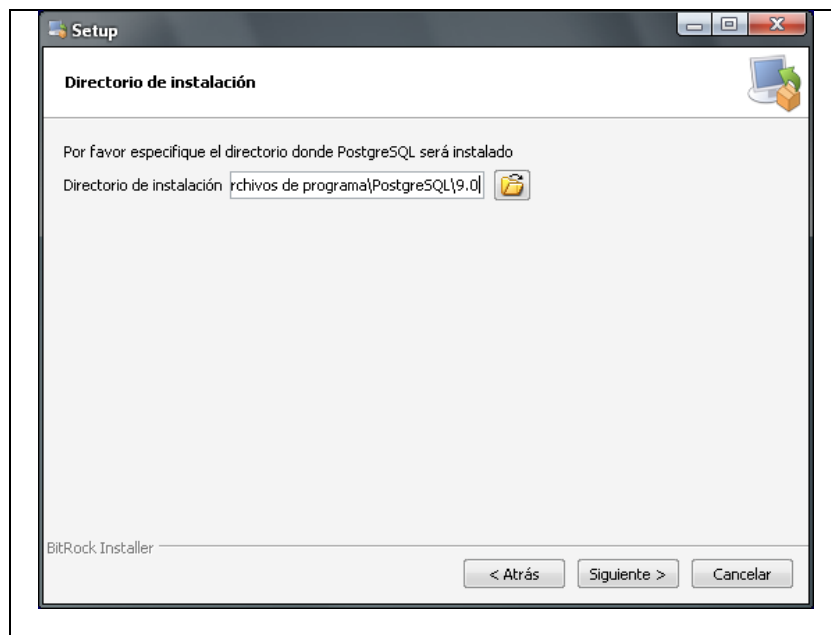 Setup
Directorio de instalación
Por favor especifique el directorio donde PostgreSQL será instalado
Directorio de instalación rchivos de programa\PostgreSQL\9.0
BitRock Installer
< Atrás Siguiente > Cancelar